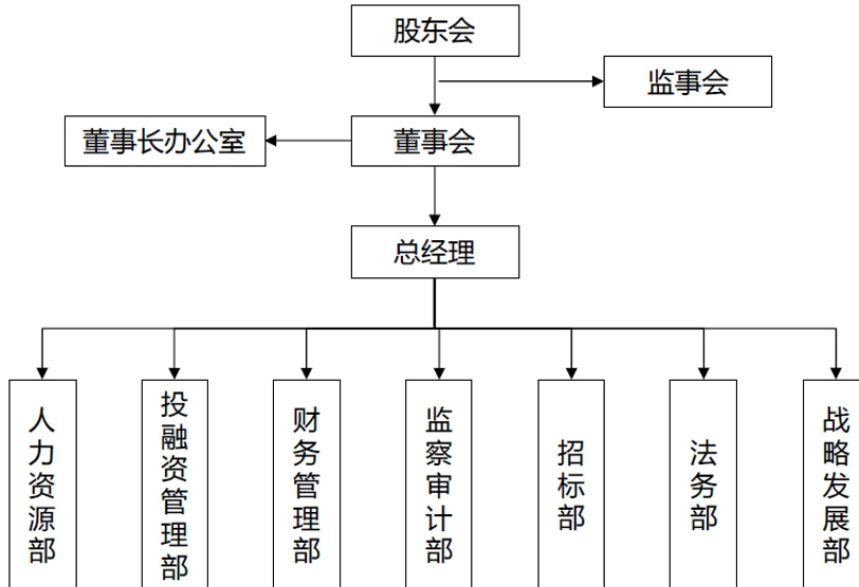 股东会
监事会
董事长办公室
董事会
总经理
人力资源部
投融资管理部
财务管理部
监察审计部
招标部
法务部
战略发展部